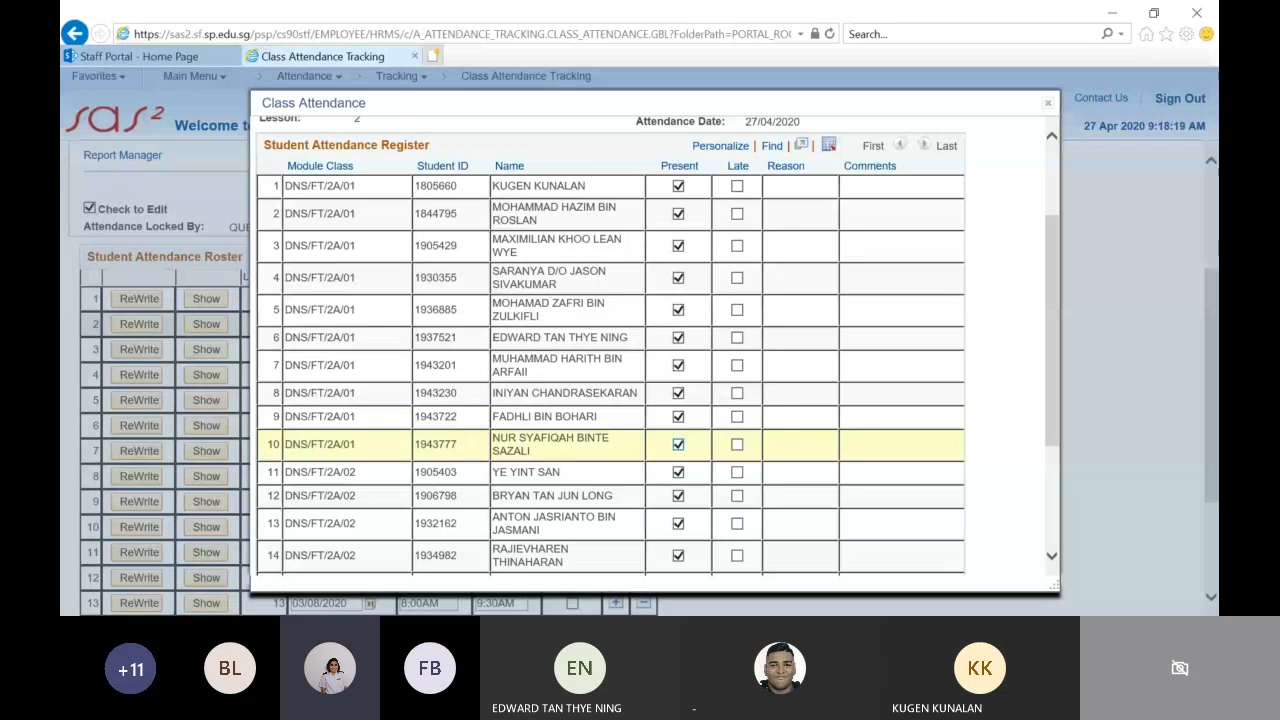 https://sas2.sf.sp.edu.sg/psp/cs90stf/EMPLOYEE/HRMS/c/A_ATTENDANCE_TRACKING.CLASS_ATTENDANCE.GBL?FolderPath=PORTAL_ROO Search...
Staff Portal - Home Page Class Attendance Tracking
Favorites Main Menu > Attendance > Tracking > Class Attendance Tracking
Contact Us Sign Out
sas2 Welcome to
27 Apr 2020 9:18:19 AM
Report Manager
Check to Edit
Attendance Locked By: QUE
Student Attendance Roster
1 ReWrite Show
2 ReWrite Show
3 ReWrite Show
4 ReWrite Show
5 ReWrite Show
6 ReWrite Show
7 ReWrite Show
8 ReWrite Show
9 ReWrite Show
10 ReWrite Show
11 ReWrite Show
12 ReWrite Show
13 ReWrite Show 13 03/08/2020 8:00AM 9:30AM
Class Attendance
Lesson: 2 Attendance Date: 27/04/2020
Student Attendance Register Personalize | Find | | First Last
Module Class Student ID Name Present Late Reason Comments
1 DNS/FT/2A/01 1805660 KUGEN KUNALAN
2 DNS/FT/2A/01 1844795 MOHAMMAD HAZIM BIN
ROSLAN
3 DNS/FT/2A/01 1905429 MAXIMILIAN KHOO LEAN
WYE
4 DNS/FT/2A/01 1930355 SARANYA D/O JASON
SIVAKUMAR
5 DNS/FT/2A/01 1936885 MOHAMAD ZAFRI BIN
ZULKIFLI
6 DNS/FT/2A/01 1937521 EDWARD TAN THYE NING
7 DNS/FT/2A/01 1943201 MUHAMMAD HARITH BIN
ARFAII
8 DNS/FT/2A/01 1943230 INIYAN CHANDRASEKARAN
9 DNS/FT/2A/01 1943722 FADHLI BIN BOHARI
10 DNS/FT/2A/01 1943777 NUR SYAFIQAH BINTE
SAZALI
11 DNS/FT/2A/02 1905403 YE YINT SAN
12 DNS/FT/2A/02 1906798 BRYAN TAN JUN LONG
13 DNS/FT/2A/02 1932162 ANTON JASRIANTO BIN
JASMANI
14 DNS/FT/2A/02 1934982 RAJIEVHAREN
THINAHARAN
+11 BL FB EN KK
EDWARD TAN THYE NING - KUGEN KUNALAN